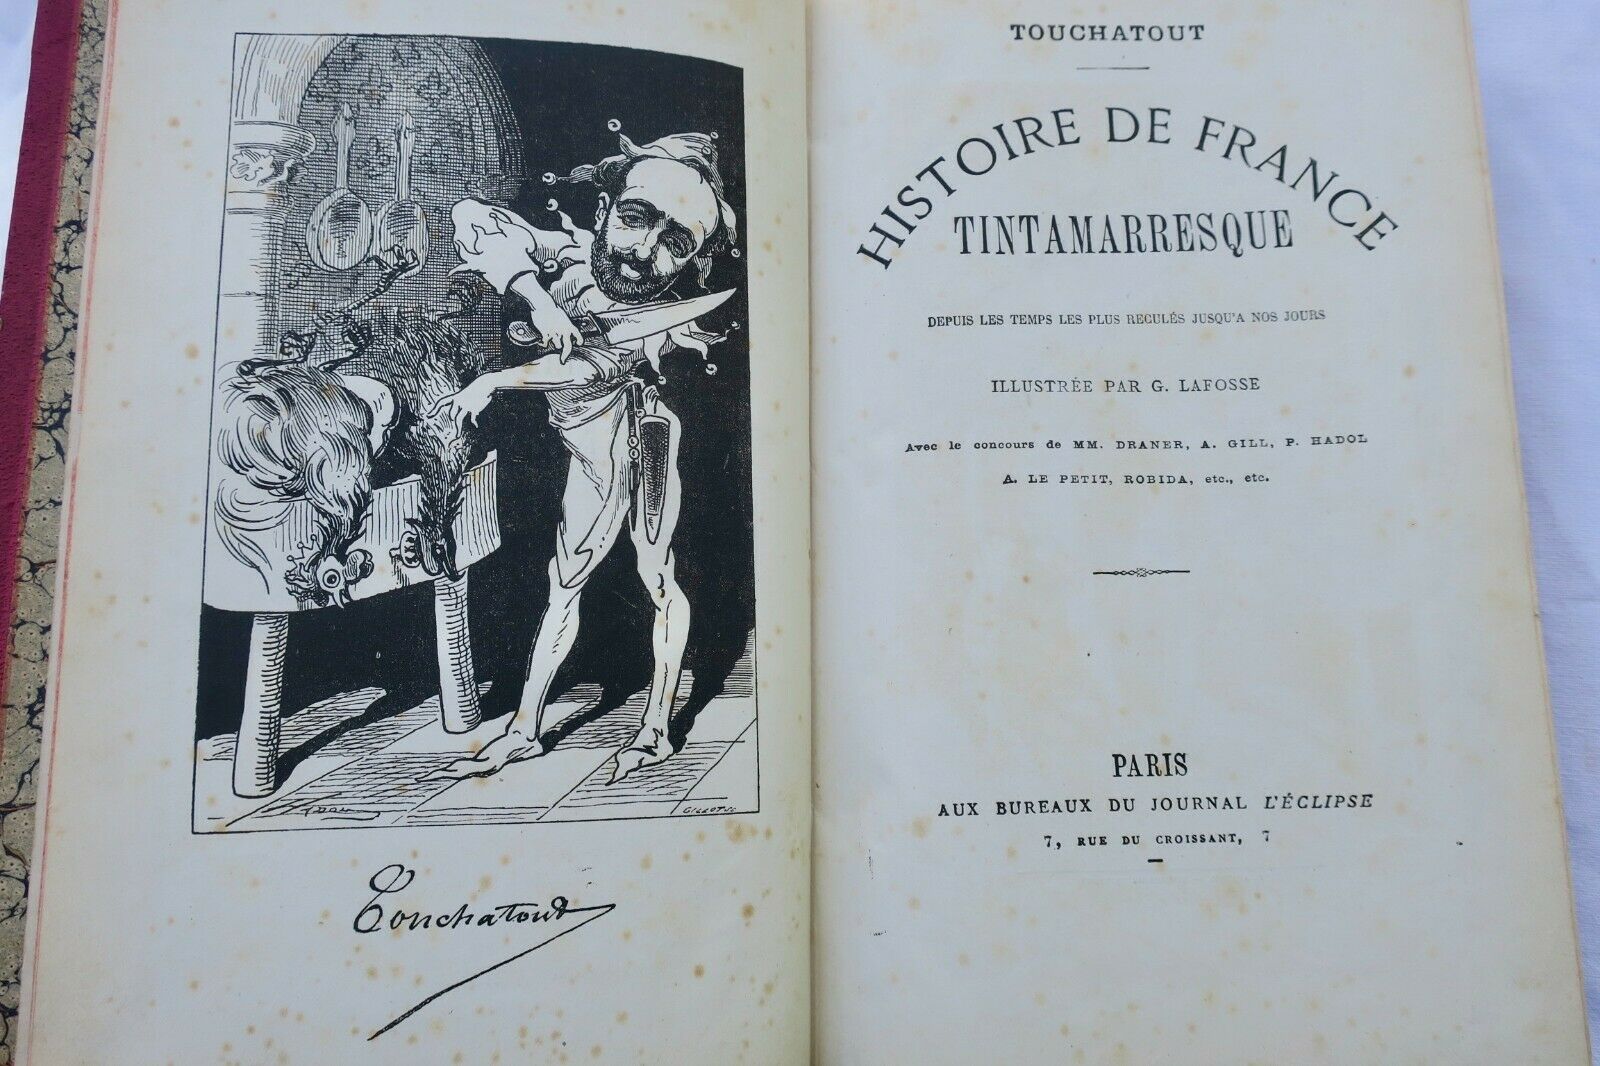 Touchatout
TOUCHATOUT
HISTOIRE DE FRANCE
TINTAMARRESQUE
DEPUIS LES TEMPS LES PLUS RECULÉS JUSQU'A NOS JOURS
ILLUSTRÉE PAR G. LAFOSSE
Avec le concours de MM. DRANER, A. GILL, P. HADOL
A. LE PETIT, ROBIDA, etc., etc.
PARIS
AUX BUREAUX DU JOURNAL L'ÉCLIPSE
7, RUE DU CROISSANT, 7